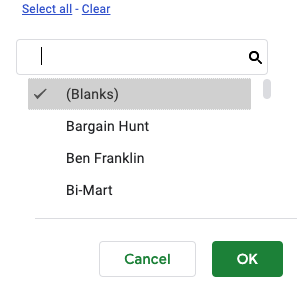 Select all - Clear
(Blanks)
Bargain Hunt
Ben Franklin
Bi-Mart
Cancel OK